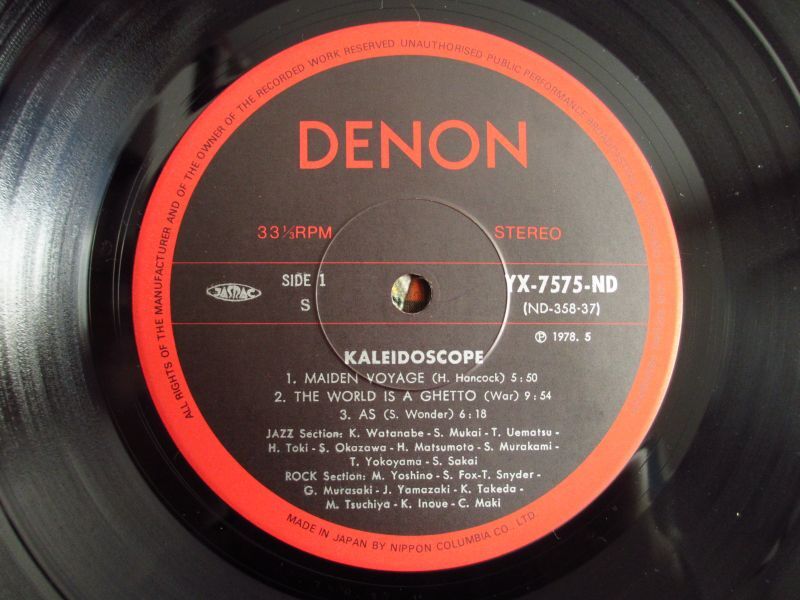 ALL RIGHTS OF THE MANUFACTURER AND OF THE OWNER OF THE RECORDED WORK RESERVED UNAUTHORISED PUBLIC PERFORMANCE
DENON
33⅓RPM STEREO
JASRAC SIDE 1 YX-7575-ND
S (ND-358-37)
Ⓟ 1978. 5
KALEIDOSCOPE
1. MAIDEN VOYAGE (H. Hancock) 5:50
2. THE WORLD IS A GHETTO (War) 9:54
3. AS (S. Wonder) 6:18
JAZZ Section: K. Watanabe - S. Mukai - T. Uematsu -
H. Toki - S. Okazawa - H. Matsumoto - S. Murakami -
T. Yokoyama - S. Sakai
ROCK Section: M. Yoshino - S. Fox - T. Snyder -
G. Murasaki - J. Yamazaki - K. Takeda -
M. Tsuchiya - K. Inoue - C. Maki
MADE IN JAPAN BY NIPPON COLUMBIA CO., LTD.